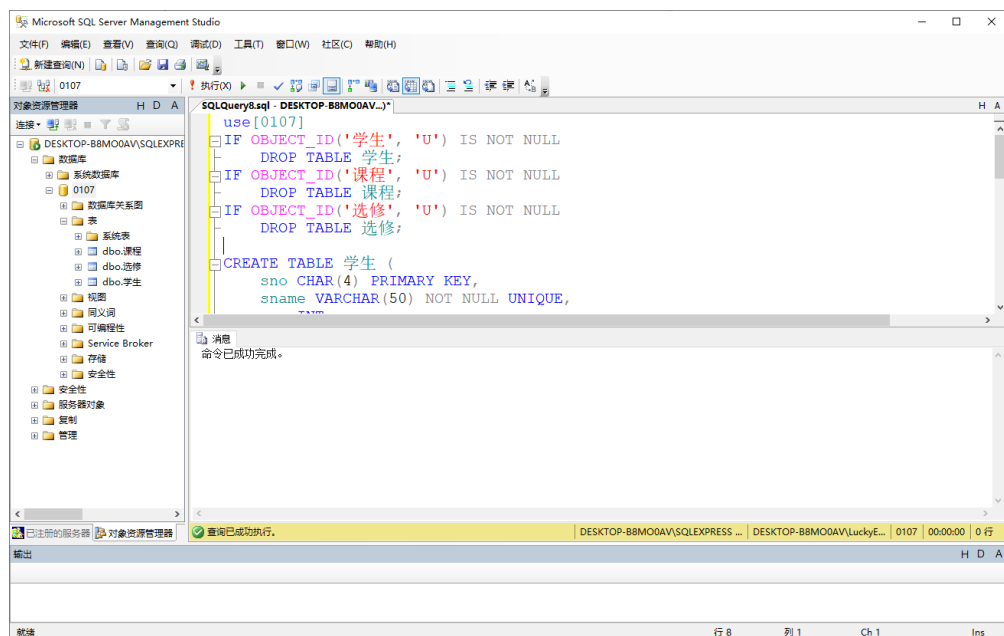 Microsoft SQL Server Management Studio
文件(F) 编辑(E) 查看(V) 查询(Q) 调试(D) 工具(T) 窗口(W) 社区(C) 帮助(H)
新建查询(N)
0107 执行(X)
对象资源管理器 H D A
SQLQuery8.sql - DESKTOP-B8MO0AV...)* H A
连接
DESKTOP-B8MO0AV\SQLEXPRE
数据库
系统数据库
0107
数据库关系图
表
系统表
dbo.课程
dbo.选修
dbo.学生
视图
同义词
可编程性
Service Broker
存储
安全性
安全性
服务器对象
复制
管理
use[0107]
IF OBJECT_ID('学生', 'U') IS NOT NULL
DROP TABLE 学生;
IF OBJECT_ID('课程', 'U') IS NOT NULL
DROP TABLE 课程;
IF OBJECT_ID('选修', 'U') IS NOT NULL
DROP TABLE 选修;
CREATE TABLE 学生 (
sno CHAR(4) PRIMARY KEY,
sname VARCHAR(50) NOT NULL UNIQUE,
消息
命令已成功完成。
已注册的服务器 对象资源管理器
查询已成功执行。 DESKTOP-B8MO0AV\SQLEXPRESS ... DESKTOP-B8MO0AV\LuckyE... 0107 00:00:00 0 行
输出 H D A
就绪 行 8 列 1 Ch 1 Ins